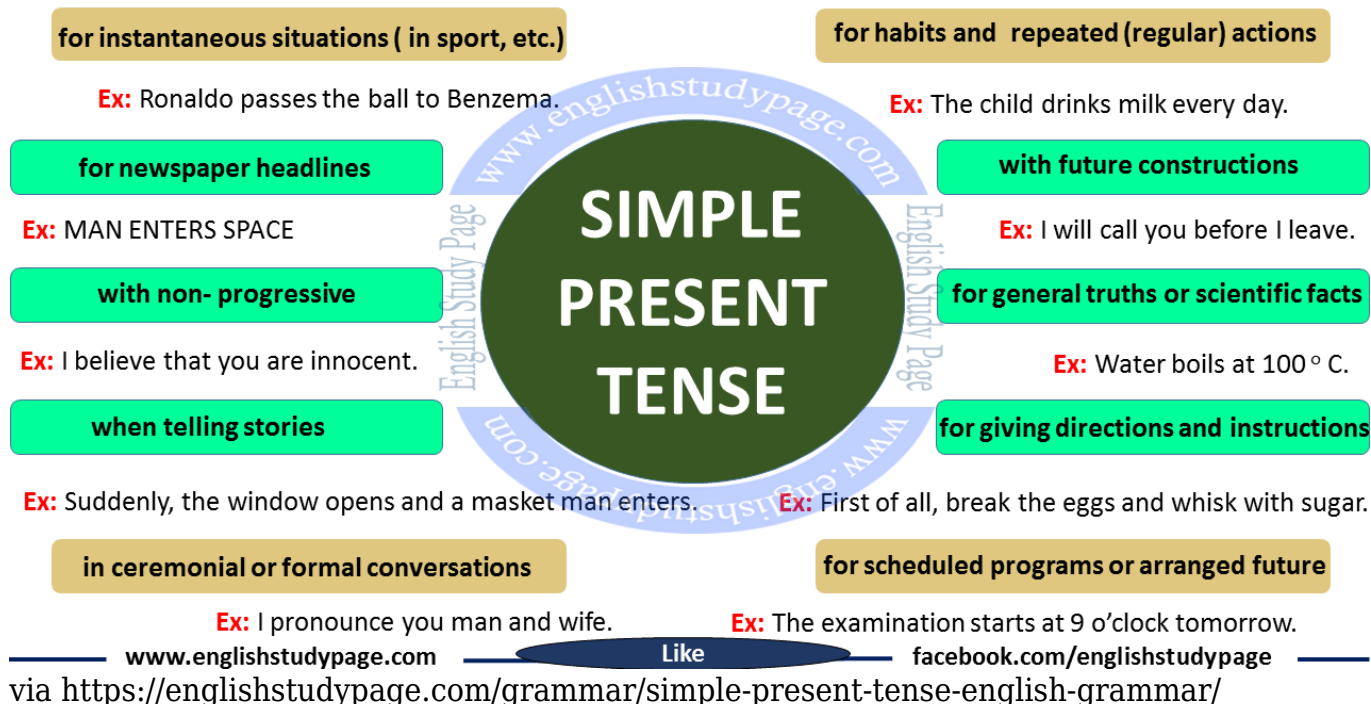 for instantaneous situations ( in sport, etc.)
Ex: Ronaldo passes the ball to Benzema.
for newspaper headlines
Ex: MAN ENTERS SPACE
with non- progressive
Ex: I believe that you are innocent.
when telling stories
Ex: Suddenly, the window opens and a masket man enters.
in ceremonial or formal conversations
Ex: I pronounce you man and wife.
www.englishstudypage.com
English Study Page
SIMPLE
PRESENT
TENSE
English Study Page
www.englishstudypage.com
for habits and repeated (regular) actions
Ex: The child drinks milk every day.
with future constructions
Ex: I will call you before I leave.
for general truths or scientific facts
Ex: Water boils at 100 o C.
for giving directions and instructions
Ex: First of all, break the eggs and whisk with sugar.
for scheduled programs or arranged future
Ex: The examination starts at 9 o’clock tomorrow.
www.englishstudypage.com
Like
facebook.com/englishstudypage
via https://englishstudypage.com/grammar/simple-present-tense-english-grammar/